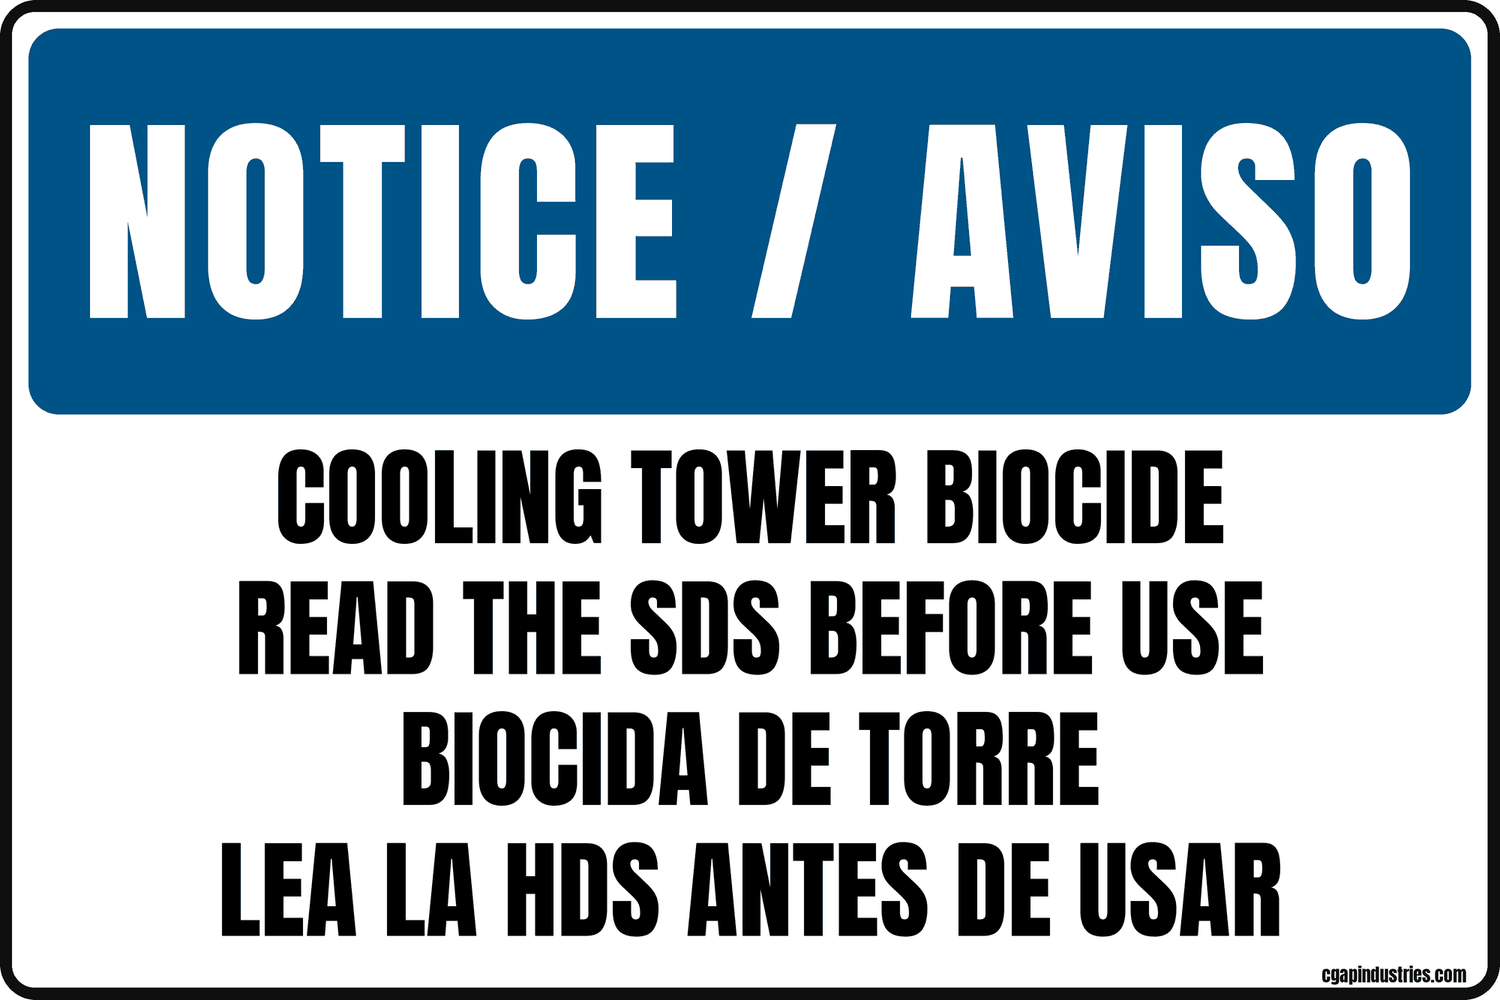 NOTICE / AVISO
COOLING TOWER BIOCIDE
READ THE SDS BEFORE USE
BIOCIDA DE TORRE
LEA LA HDS ANTES DE USAR
cgapindustries.com